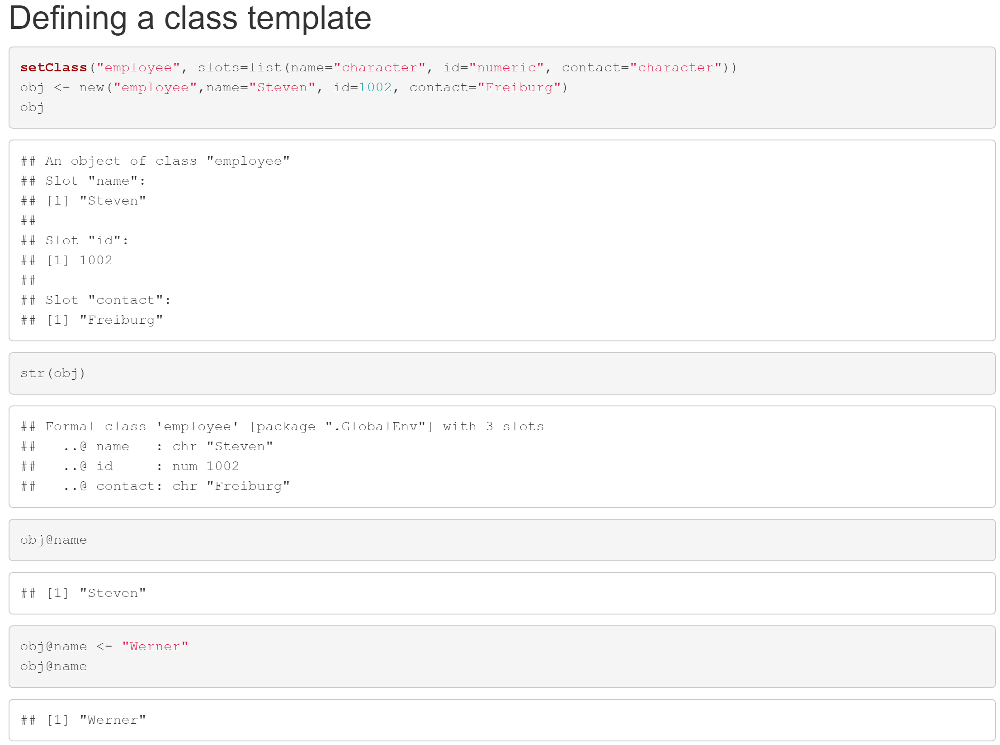 Defining a class template
setClass("employee", slots=list(name="character", id="numeric", contact="character"))
obj <- new("employee",name="Steven", id=1002, contact="Freiburg")
obj
## An object of class "employee"
## Slot "name":
## [1] "Steven"
##
## Slot "id":
## [1] 1002
##
## Slot "contact":
## [1] "Freiburg"
str(obj)
## Formal class 'employee' [package ".GlobalEnv"] with 3 slots
##   ..@ name   : chr "Steven"
##   ..@ id     : num 1002
##   ..@ contact: chr "Freiburg"
obj@name
## [1] "Steven"
obj@name <- "Werner"
obj@name
## [1] "Werner"